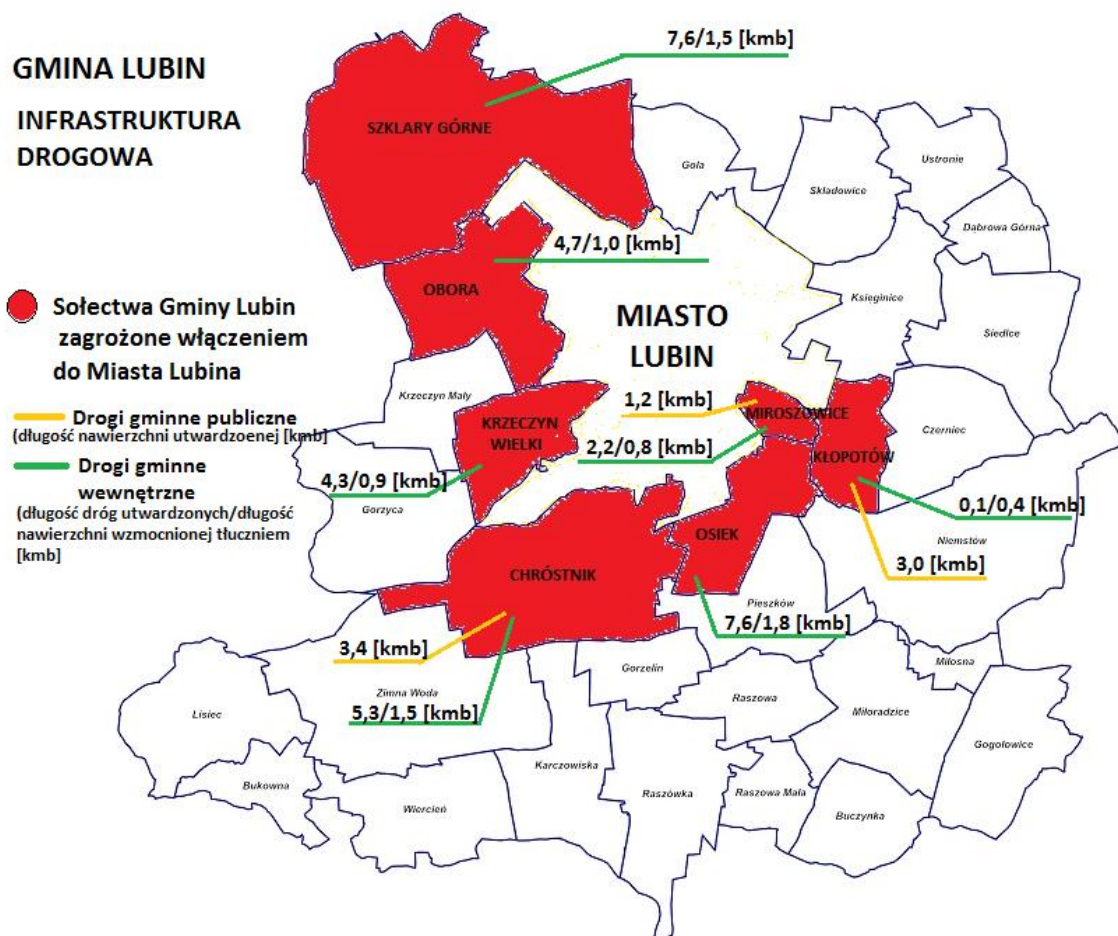 7,6/1,5 [kmb]
GMINA LUBIN
INFRASTRUKTURA
DROGOWA
SZKLARY GÓRNE
Gola
Ustronie
Składowice
Dąbrowa Górna
4,7/1,0 [kmb]
OBORA
Księginice
Siedlce
MIASTO
LUBIN
Sołectwa Gminy Lubin
zagrożone włączeniem
do Miasta Lubina
Krzeczyn Mały
1,2 [kmb]
MIROSZOWICE
Drogi gminne publiczne
(długość nawierzchni utwardzoenej [kmb]
KRZECZYN
WIELKI
Czerniec
2,2/0,8 [kmb]
KŁOPOTÓW
Drogi gminne
wewnętrzne
(długość dróg utwardzonych/długość
nawierzchni wzmocnionej tłuczniem
[kmb]
4,3/0,9 [kmb]
Gorzyca
0,1/0,4 [kmb]
Niemstów
OSIEK
3,0 [kmb]
CHRÓSTNIK
Pieszków
7,6/1,8 [kmb]
3,4 [kmb]
Gorzelin
Miłosna
Zimna Woda
Raszowa
Lisiec
5,3/1,5 [kmb]
Miłoradzice
Gogołowice
Karczowiska
Bukowna
Raszówka
Raszowa Mała
Wiercień
Buczynka